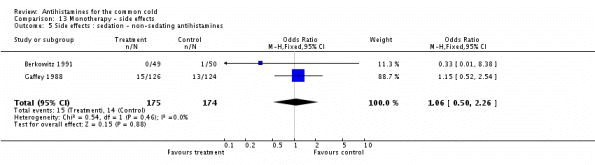 Review: Antihistamines for the common cold
Comparison: 13 Monotherapy - side effects
Outcome: 5 Side effects : sedation - non-sedating antihistamines
Study or subgroup Treatment Control Odds Ratio Weight Odds Ratio
n/N n/N M-H,Fixed,95% CI M-H,Fixed,95% CI
Berkowitz 1991 0/49 1/50 11.3 % 0.33 [ 0.01, 8.38 ]
Gaffey 1988 15/126 13/124 88.7 % 1.15 [ 0.52, 2.54 ]
Total (95% CI) 175 174 100.0 % 1.06 [ 0.50, 2.26 ]
Total events: 15 (Treatment), 14 (Control)
Heterogeneity: Chi² = 0.54, df = 1 (P = 0.46); I² =0.0%
Test for overall effect: Z = 0.15 (P = 0.88)
0.1 0.2 0.5 1 2 5 10
Favours treatment Favours control